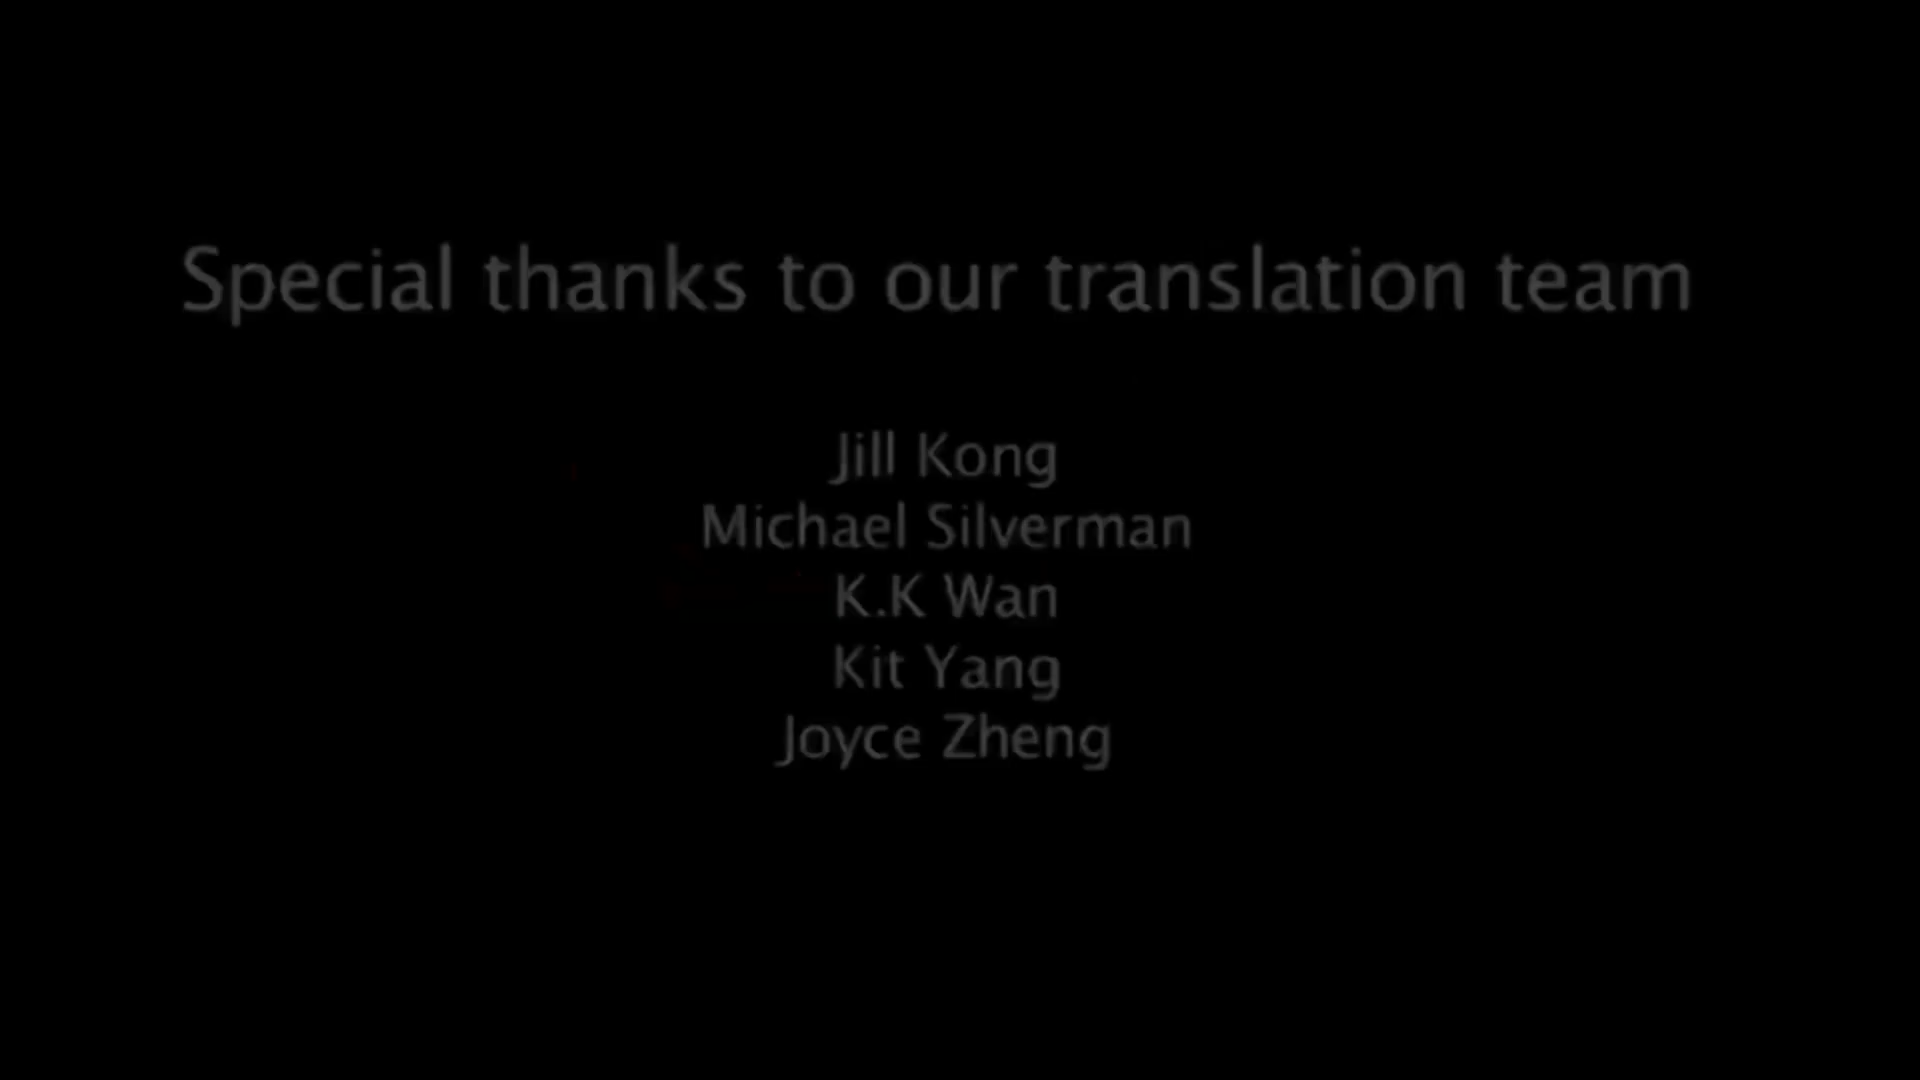 Special thanks to our translation team
Jill Kong
Michael Silverman
K.K Wan
Kit Yang
Joyce Zheng